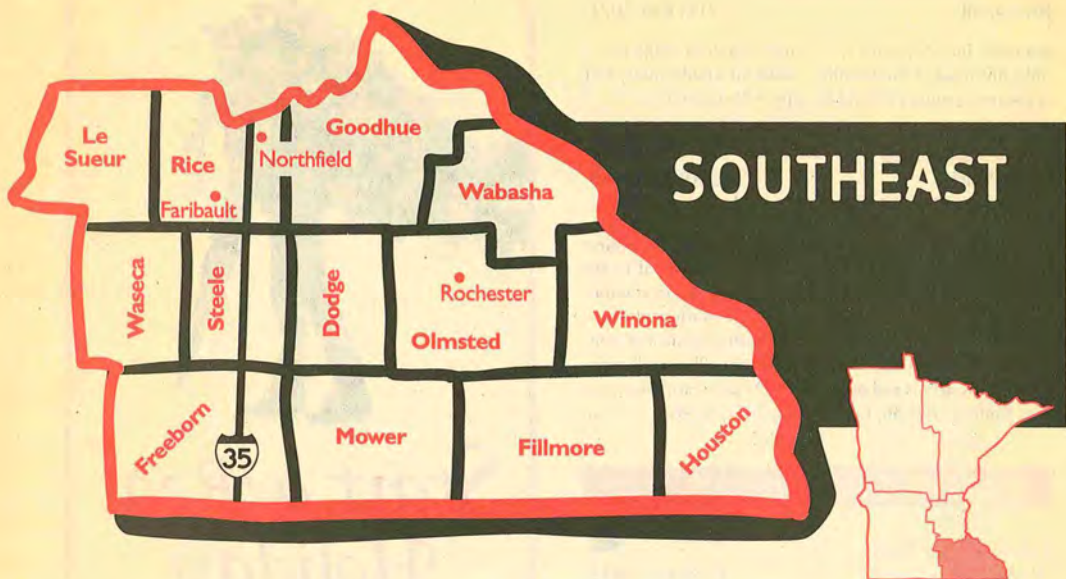 SOUTHEAST
Le
Sueur
Rice
Goodhue
Northfield
Faribault
Wabasha
Waseca
Steele
Dodge
Rochester
Olmsted
Winona
Freeborn
35
Mower
Fillmore
Houston